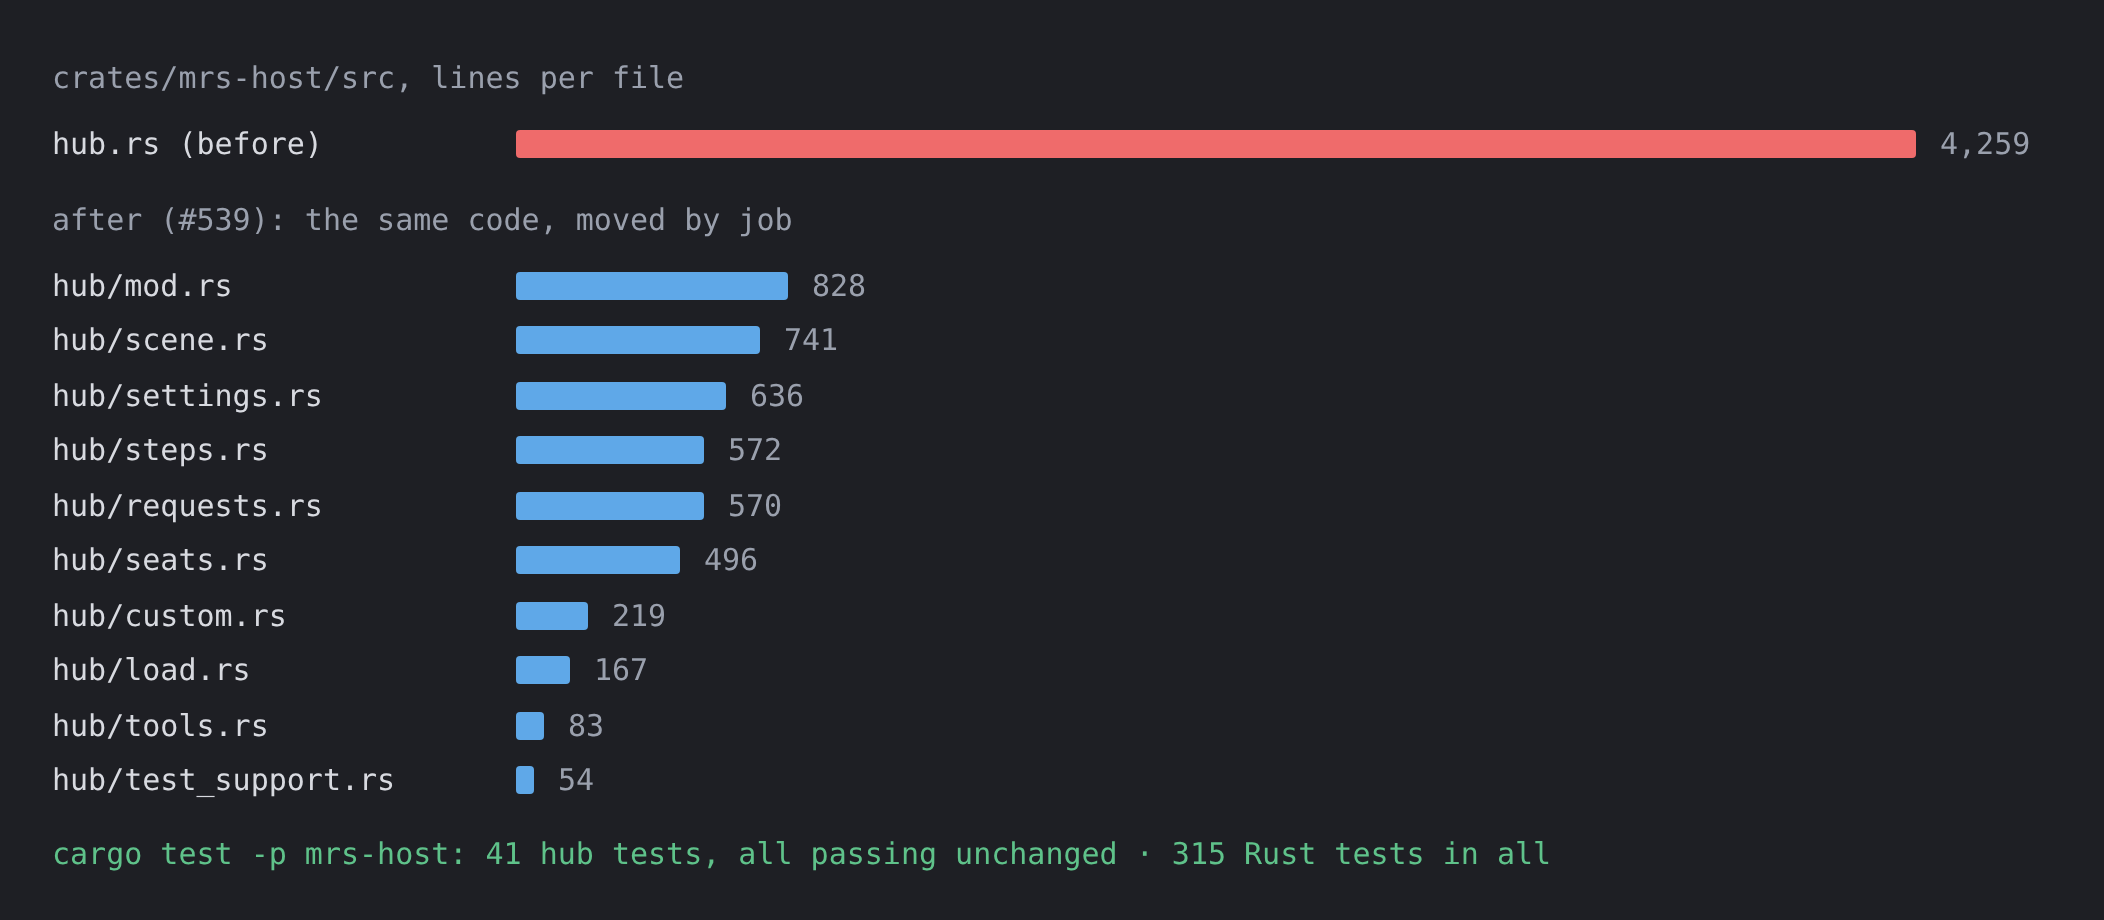 crates/mrs-host/src, lines per file
hub.rs (before) 4,259
after (#539): the same code, moved by job
hub/mod.rs 828
hub/scene.rs 741
hub/settings.rs 636
hub/steps.rs 572
hub/requests.rs 570
hub/seats.rs 496
hub/custom.rs 219
hub/load.rs 167
hub/tools.rs 83
hub/test_support.rs 54
cargo test -p mrs-host: 41 hub tests, all passing unchanged · 315 Rust tests in all